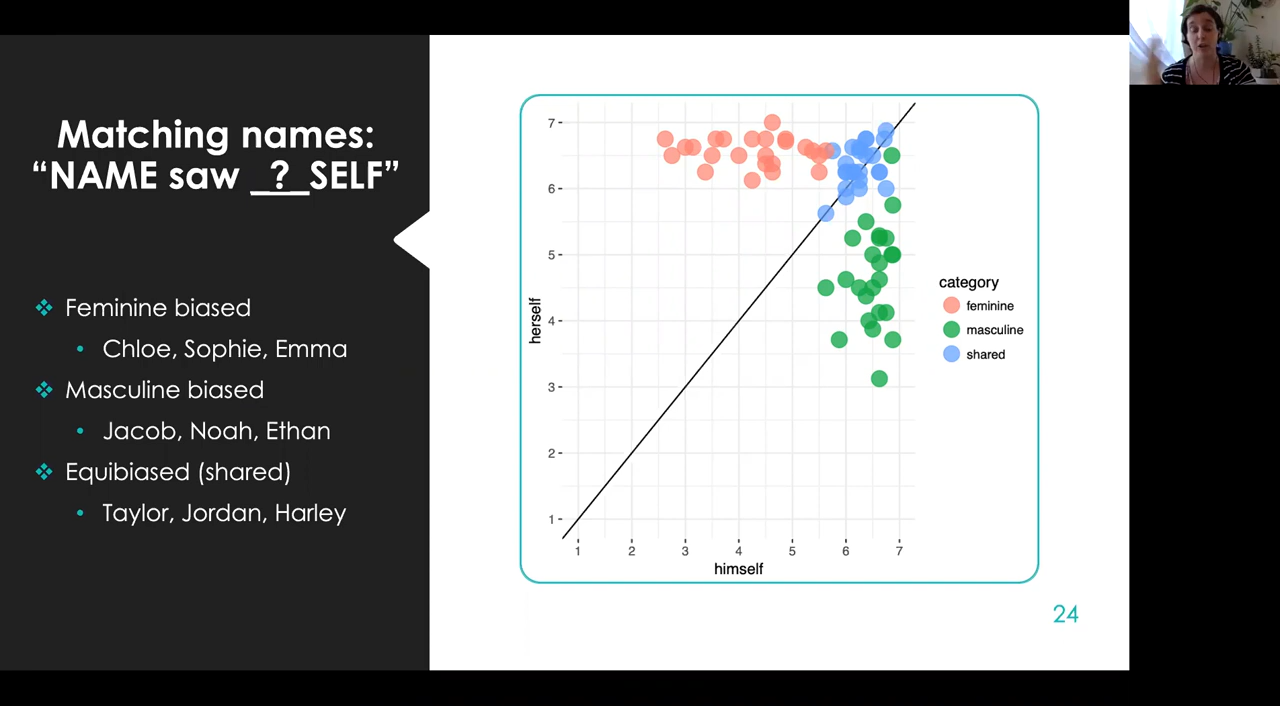 Matching names:
“NAME saw _?_SELF”
❖ Feminine biased
• Chloe, Sophie, Emma
❖ Masculine biased
• Jacob, Noah, Ethan
❖ Equibiased (shared)
• Taylor, Jordan, Harley
7
6
5
4
3
2
1
herself
1 2 3 4 5 6 7
himself
category
feminine
masculine
shared
24